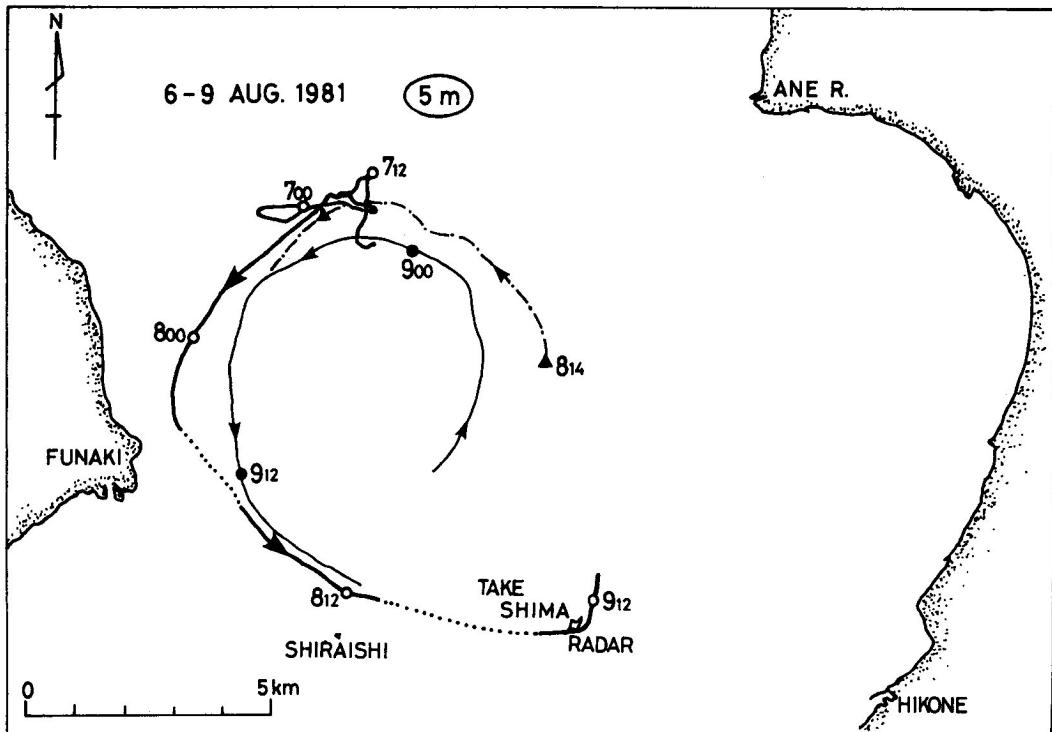 N
6-9 AUG. 1981
5 m
ANE R.
712
700
900
800
814
FUNAKI
912
812
TAKE
SHIMA
912
RADAR
SHIRAISHI
0 5km
HIKONE